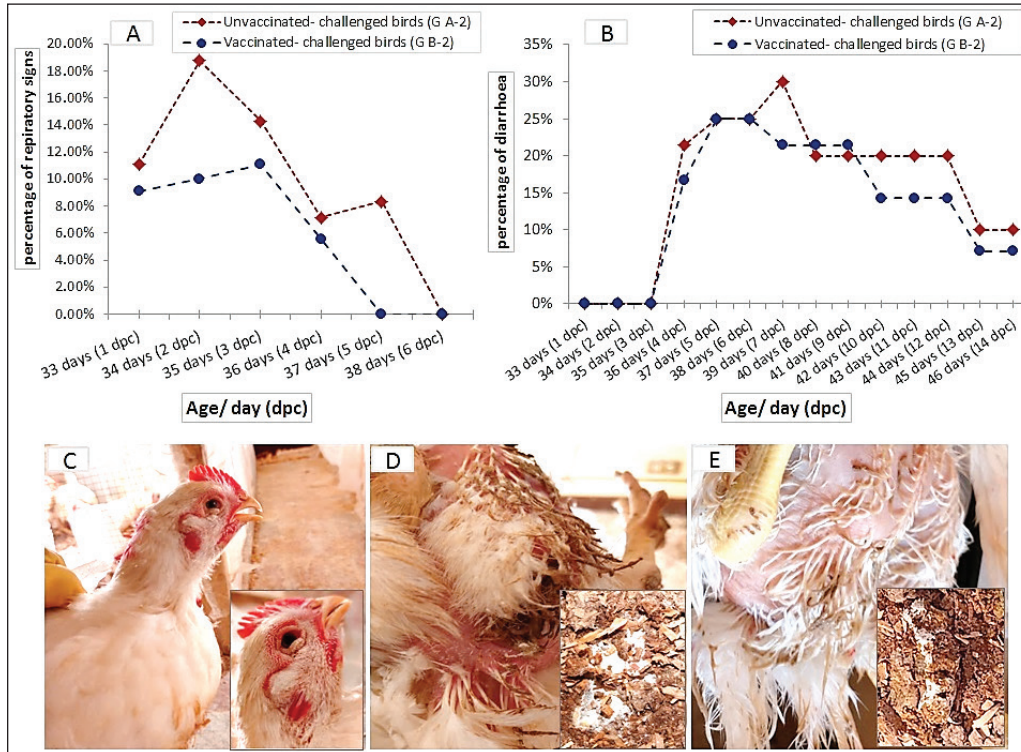 A
Unvaccinated- challenged birds (G A-2)
Vaccinated- challenged birds (G B-2)
percentage of repiratory signs
20.00%
18.00%
16.00%
14.00%
12.00%
10.00%
8.00%
6.00%
4.00%
2.00%
0.00%
33 days (1 dpc)
34 days (2 dpc)
35 days (3 dpc)
36 days (4 dpc)
37 days (5 dpc)
38 days (6 dpc)
Age/ day (dpc)
B
Unvaccinated- challenged birds (G A-2)
Vaccinated- challenged birds (G B-2)
percentage of diarrhoea
35%
30%
25%
20%
15%
10%
5%
0%
33 days (1 dpc)
34 days (2 dpc)
35 days (3 dpc)
36 days (4 dpc)
37 days (5 dpc)
38 days (6 dpc)
39 days (7 dpc)
40 days (8 dpc)
41 days (9 dpc)
42 days (10 dpc)
43 days (11 dpc)
44 days (12 dpc)
45 days (13 dpc)
46 days (14 dpc)
Age/ day (dpc)
C
D
E